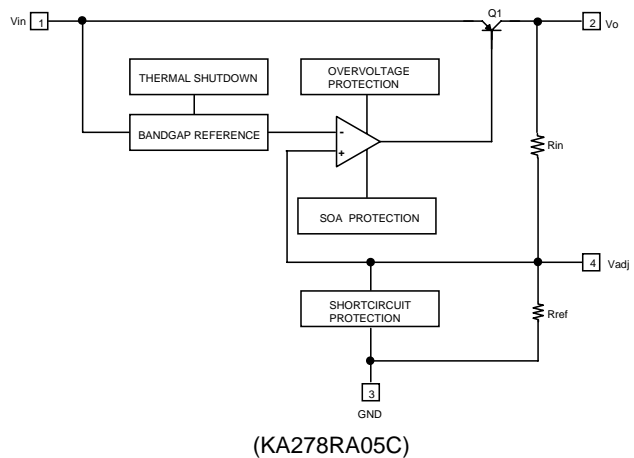 Q1
Vin 1
2 Vo
THERMAL SHUTDOWN
OVERVOLTAGE
PROTECTION
BANDGAP REFERENCE
-
+
Rin
SOA PROTECTION
4 Vadj
SHORTCIRCUIT
PROTECTION
Rref
3
GND
(KA278RA05C)